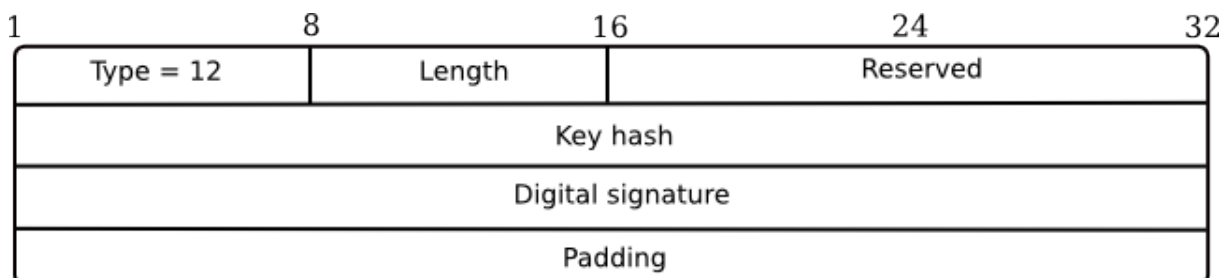 1 8 16 24 32
Type = 12 Length Reserved
Key hash
Digital signature
Padding